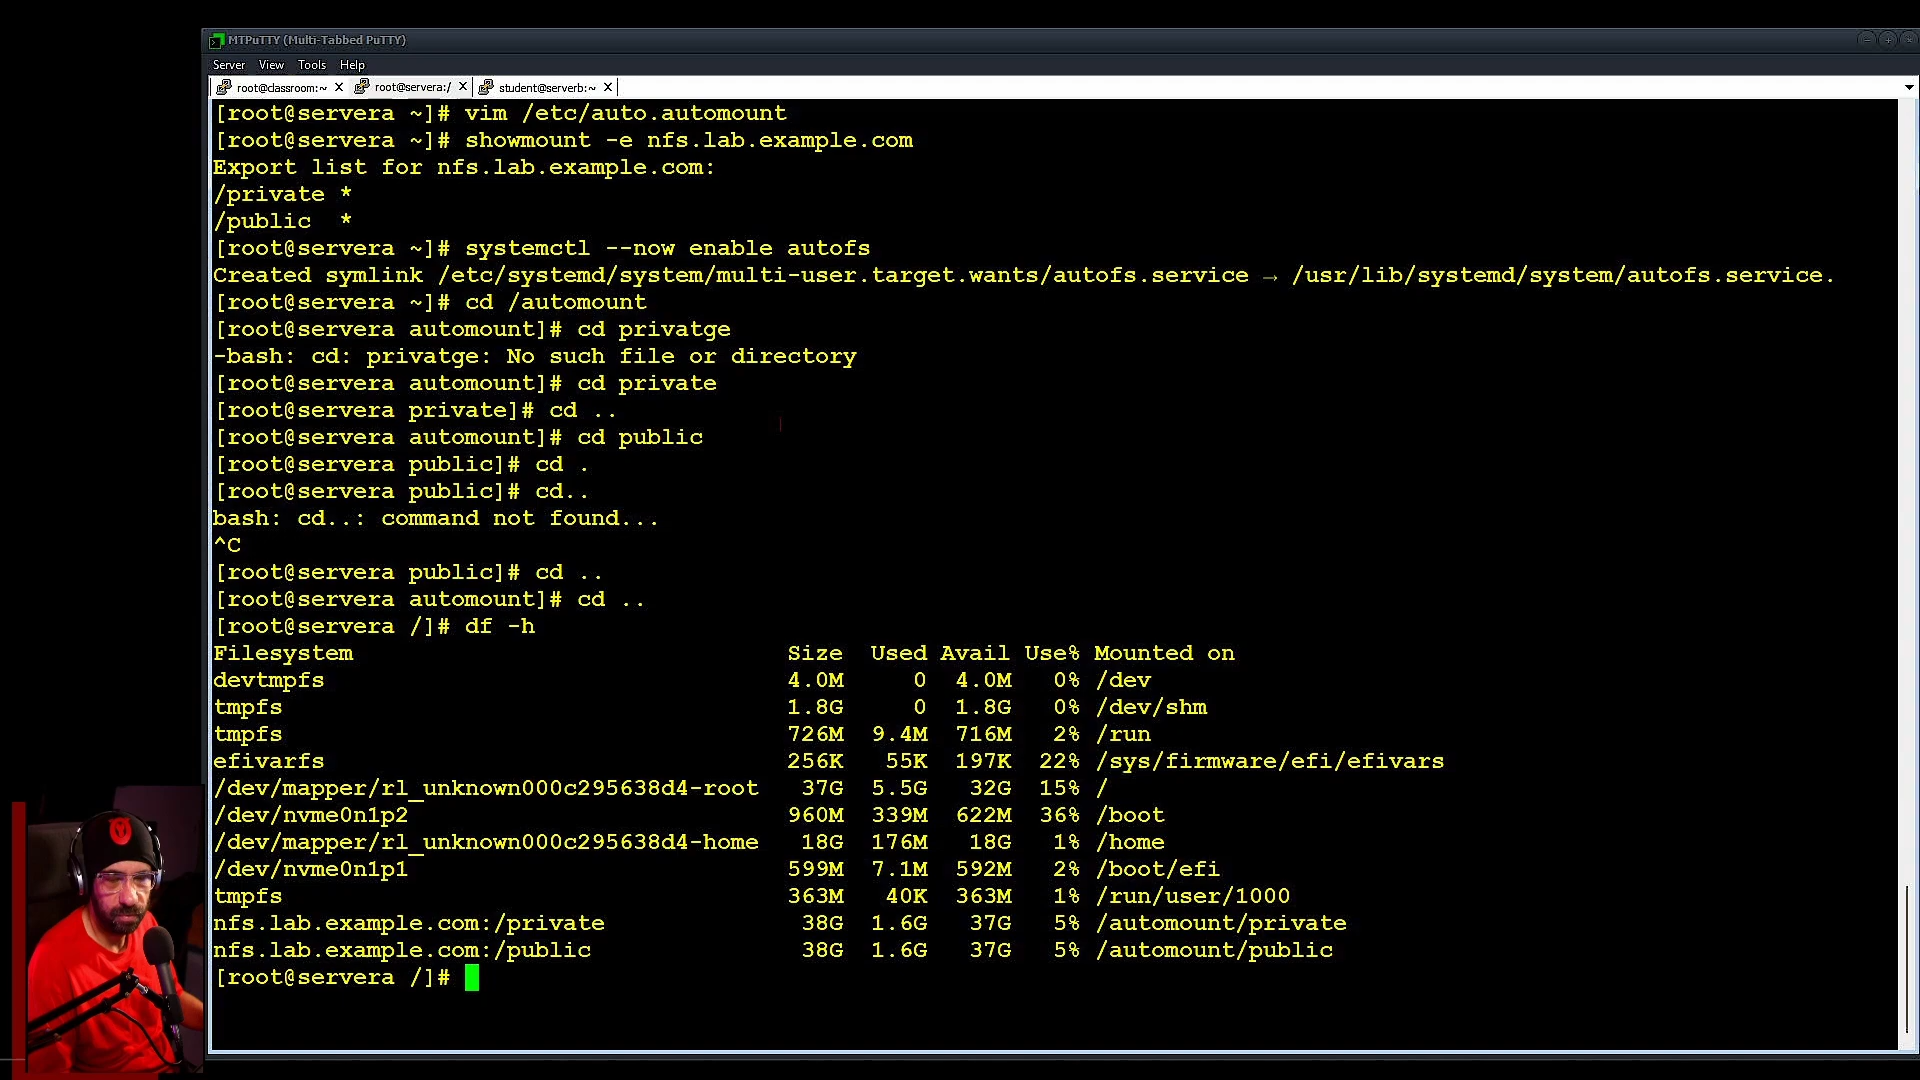 MTPuTTY (Multi-Tabbed PuTTY)
Server View Tools Help
root@classroom:~ root@servera:/ student@serverb:~
[root@servera ~]# vim /etc/auto.automount
[root@servera ~]# showmount -e nfs.lab.example.com
Export list for nfs.lab.example.com:
/private *
/public  *
[root@servera ~]# systemctl --now enable autofs
Created symlink /etc/systemd/system/multi-user.target.wants/autofs.service → /usr/lib/systemd/system/autofs.service.
[root@servera ~]# cd /automount
[root@servera automount]# cd privatge
-bash: cd: privatge: No such file or directory
[root@servera automount]# cd private
[root@servera private]# cd ..
[root@servera automount]# cd public
[root@servera public]# cd .
[root@servera public]# cd..
bash: cd..: command not found...
^C
[root@servera public]# cd ..
[root@servera automount]# cd ..
[root@servera /]# df -h
Filesystem Size Used Avail Use% Mounted on
devtmpfs 4.0M 0 4.0M 0% /dev
tmpfs 1.8G 0 1.8G 0% /dev/shm
tmpfs 726M 9.4M 716M 2% /run
efivarfs 256K 55K 197K 22% /sys/firmware/efi/efivars
/dev/mapper/rl_unknown000c295638d4-root 37G 5.5G 32G 15% /
/dev/nvme0n1p2 960M 339M 622M 36% /boot
/dev/mapper/rl_unknown000c295638d4-home 18G 176M 18G 1% /home
/dev/nvme0n1p1 599M 7.1M 592M 2% /boot/efi
tmpfs 363M 40K 363M 1% /run/user/1000
nfs.lab.example.com:/private 38G 1.6G 37G 5% /automount/private
nfs.lab.example.com:/public 38G 1.6G 37G 5% /automount/public
[root@servera /]#